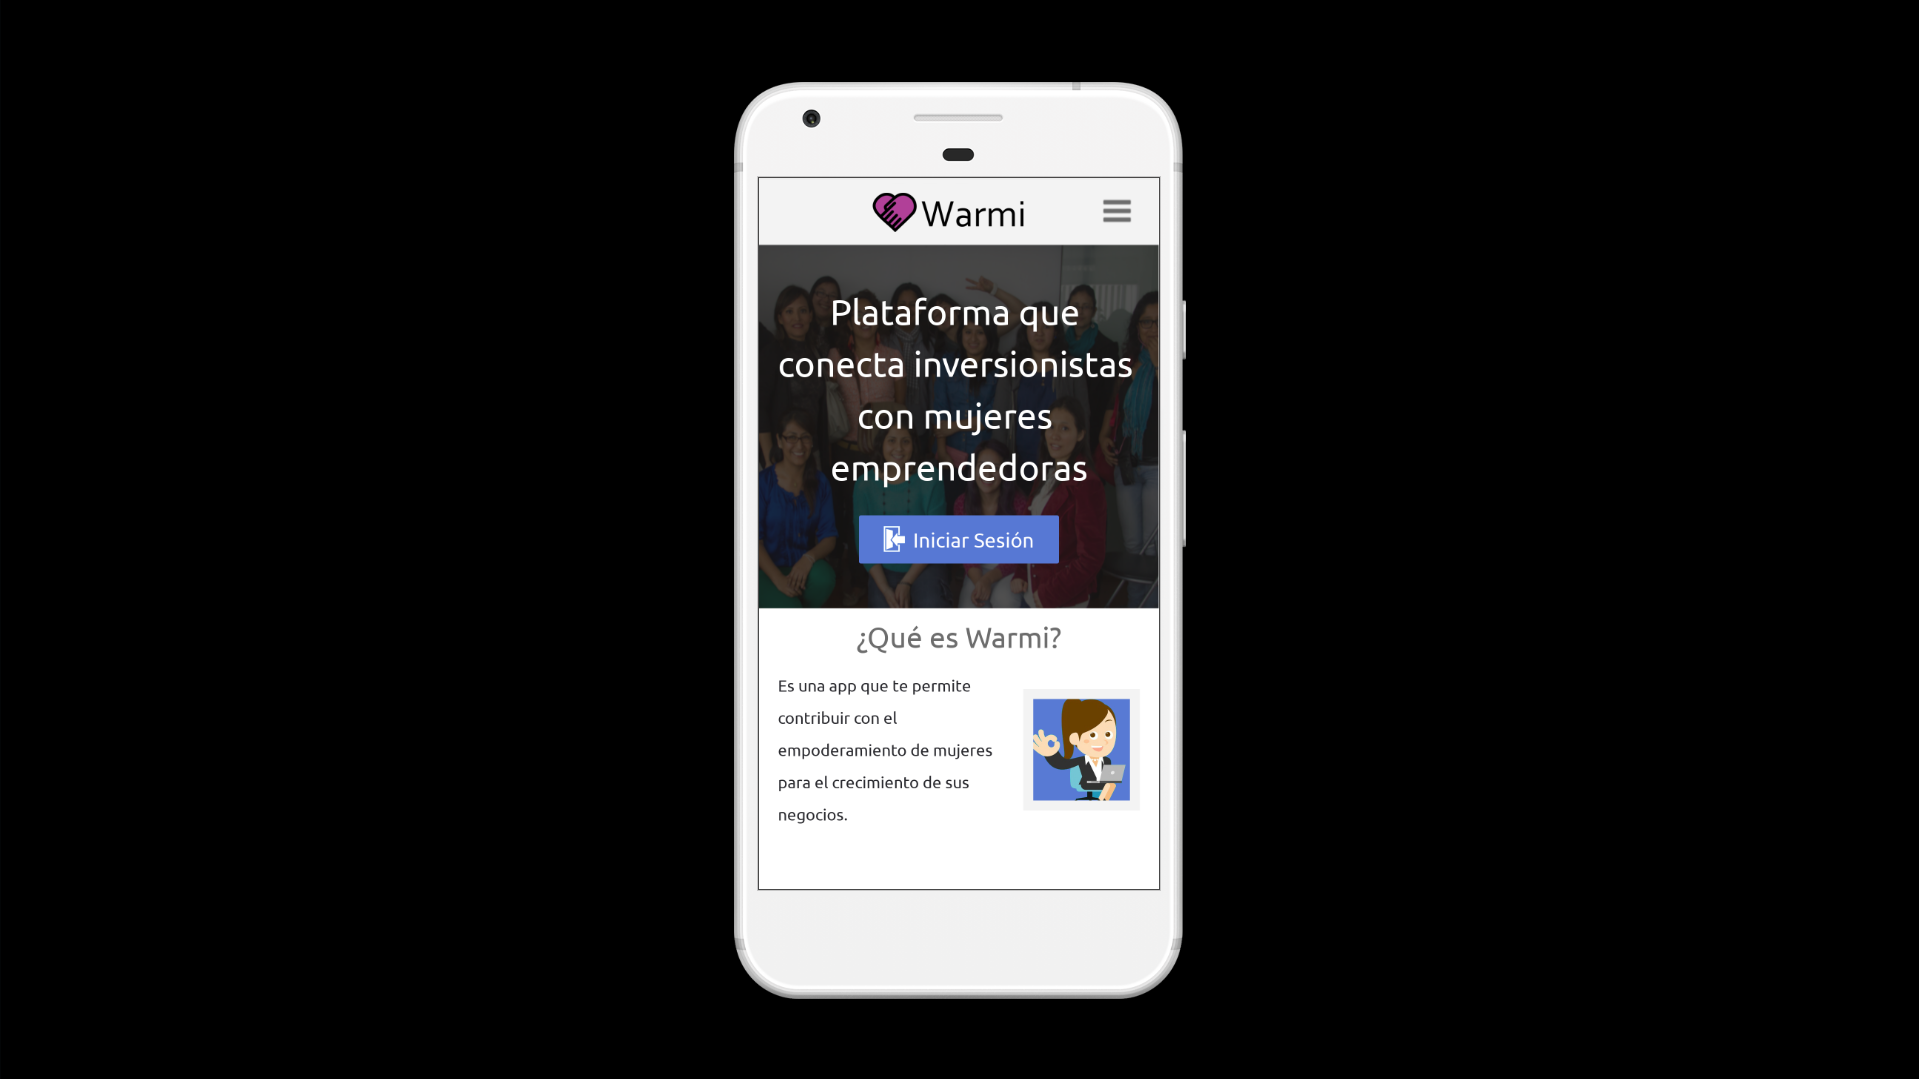 Warmi
Plataforma que
conecta inversionistas
con mujeres
emprendedoras
Iniciar Sesión
¿Qué es Warmi?
Es una app que te permite
contribuir con el
empoderamiento de mujeres
para el crecimiento de sus
negocios.